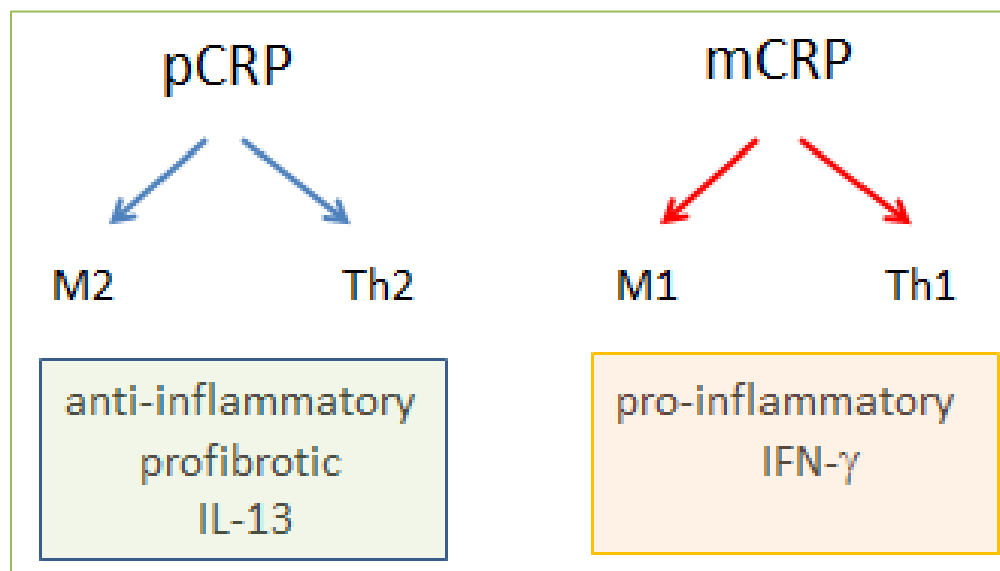 pCRP
M2
Th2
anti-inflammatory
profibrotic
IL-13
mCRP
M1
Th1
pro-inflammatory
IFN-γ